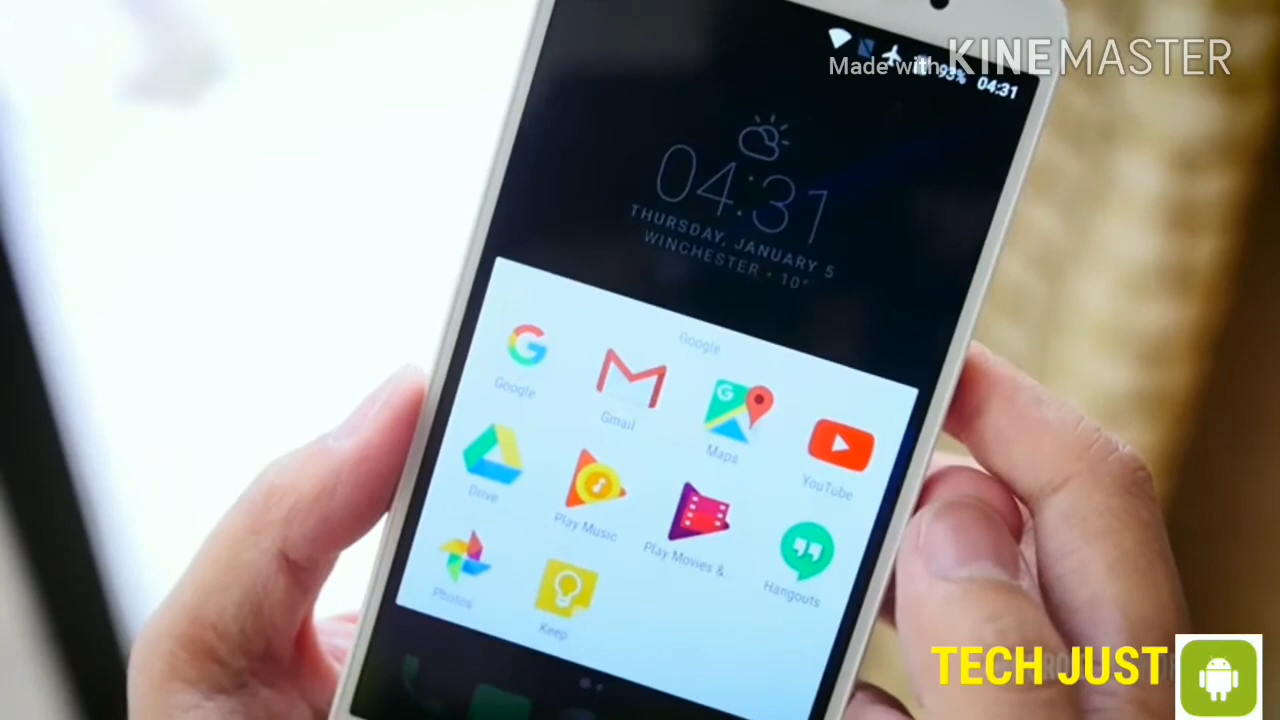 Made with KINEMASTER
93% 04:31
04:31
THURSDAY, JANUARY 5
WINCHESTER • 10°
Google
Google
Gmail
Maps
YouTube
Drive
Play Music
Play Movies &..
Hangouts
Photos
Keep
TECH JUST